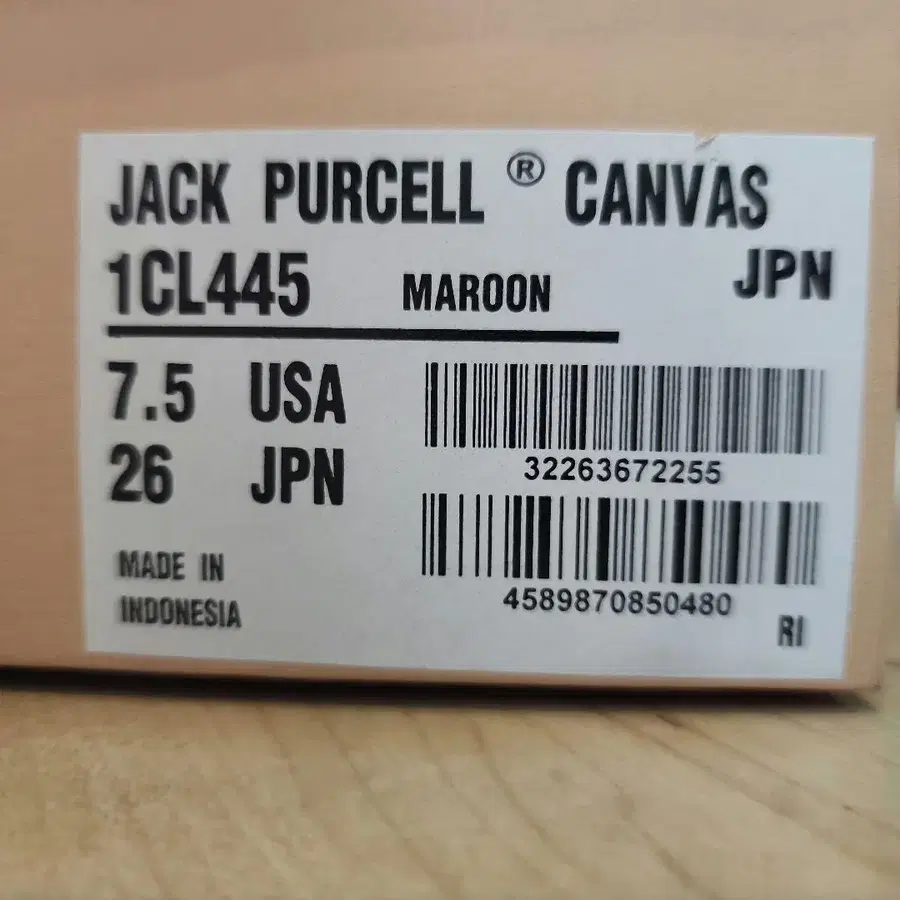 JACK PURCELL ® CANVAS
1CL445 MAROON JPN
7.5 USA
26 JPN
32263672255
4589870850480
MADE IN
INDONESIA
RI